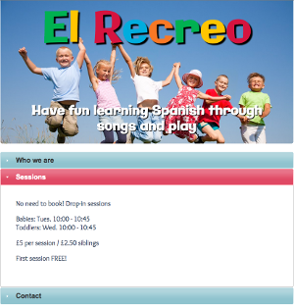 El Recreo
Have fun learning Spanish through
songs and play
Who we are
Sessions
No need to book! Drop-in sessions
Babies: Tues. 10:00 - 10:45
Toddlers: Wed. 10:00 - 10:45
£5 per session / £2.50 siblings
First session FREE!
Contact